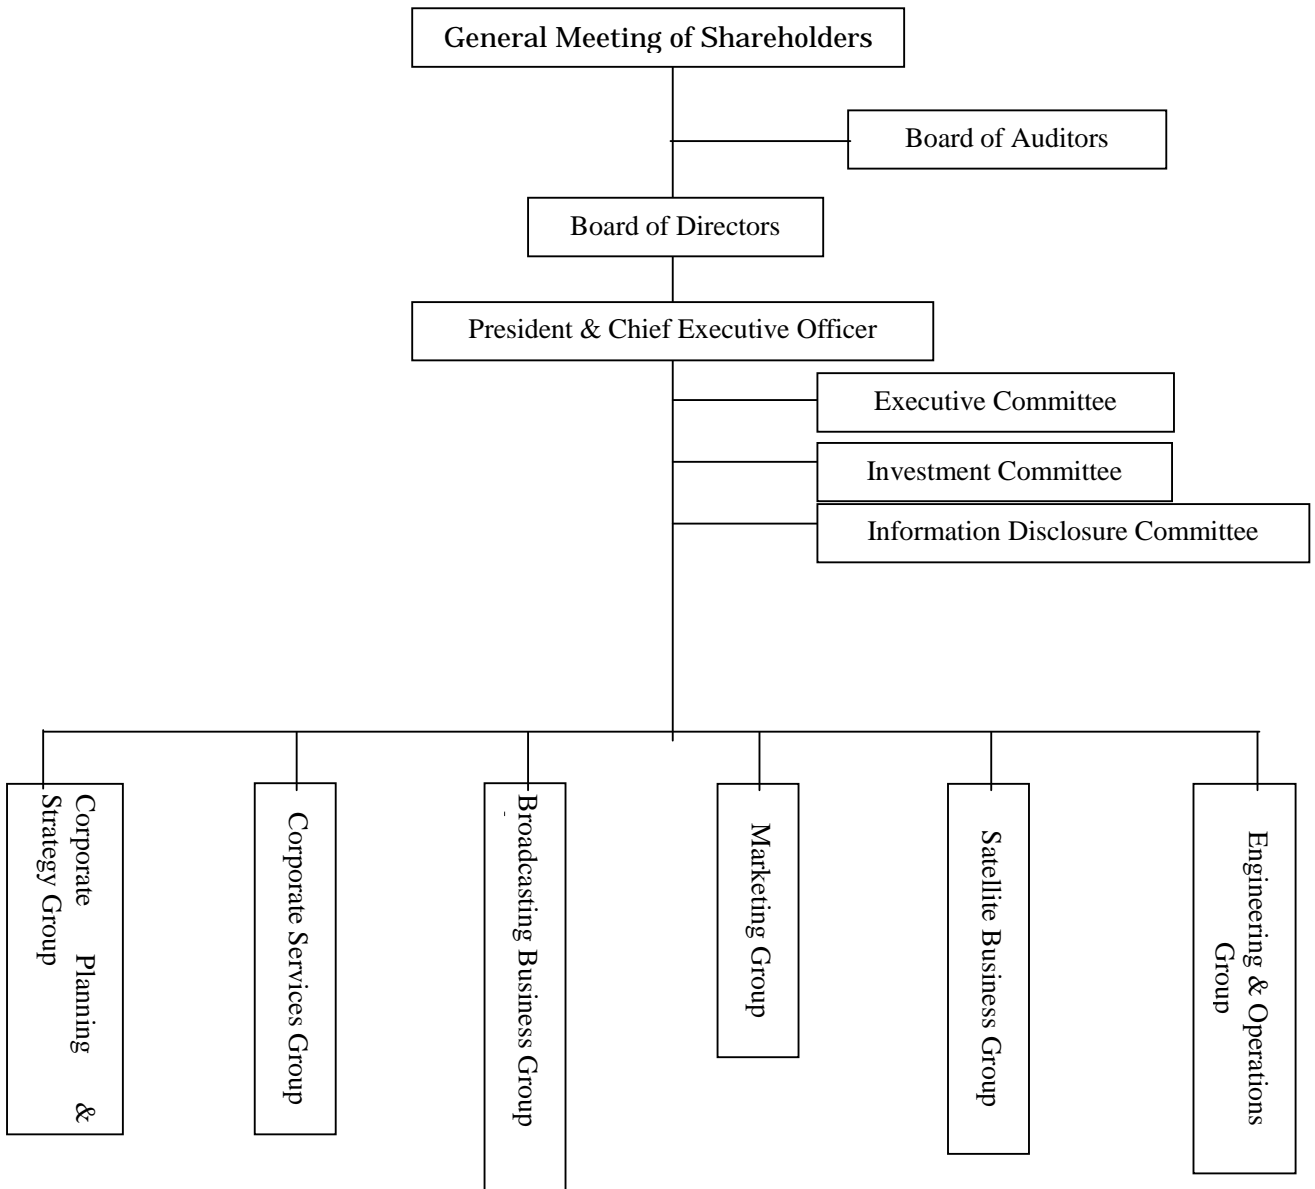 General Meeting of Shareholders
Board of Auditors
Board of Directors
President & Chief Executive Officer
Executive Committee
Investment Committee
Information Disclosure Committee
Corporate Planning &
Strategy Group
Corporate Services Group
Broadcasting Business Group
Marketing Group
Satellite Business Group
Engineering & Operations
Group